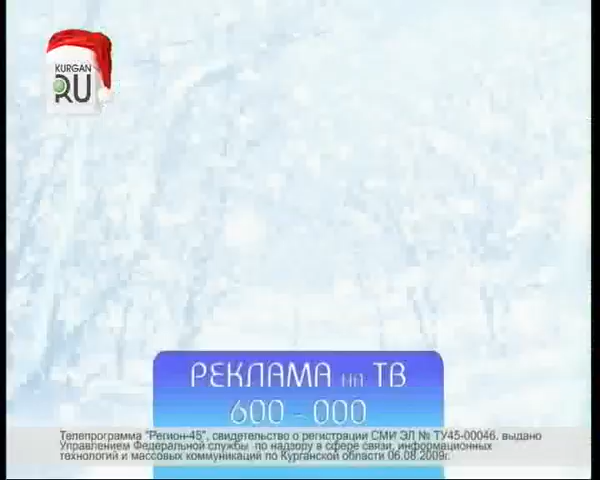 KURGAN
RU
РЕКЛАМА на ТВ
600 - 000
Телепрограмма "Регион-45", свидетельство о регистрации СМИ ЭЛ № ТУ45-00046. выдано
Управлением Федеральной службы по надзору в сфере связи, информационных
технологий и массовых коммуникаций по Курганской области 06.08.2009г.